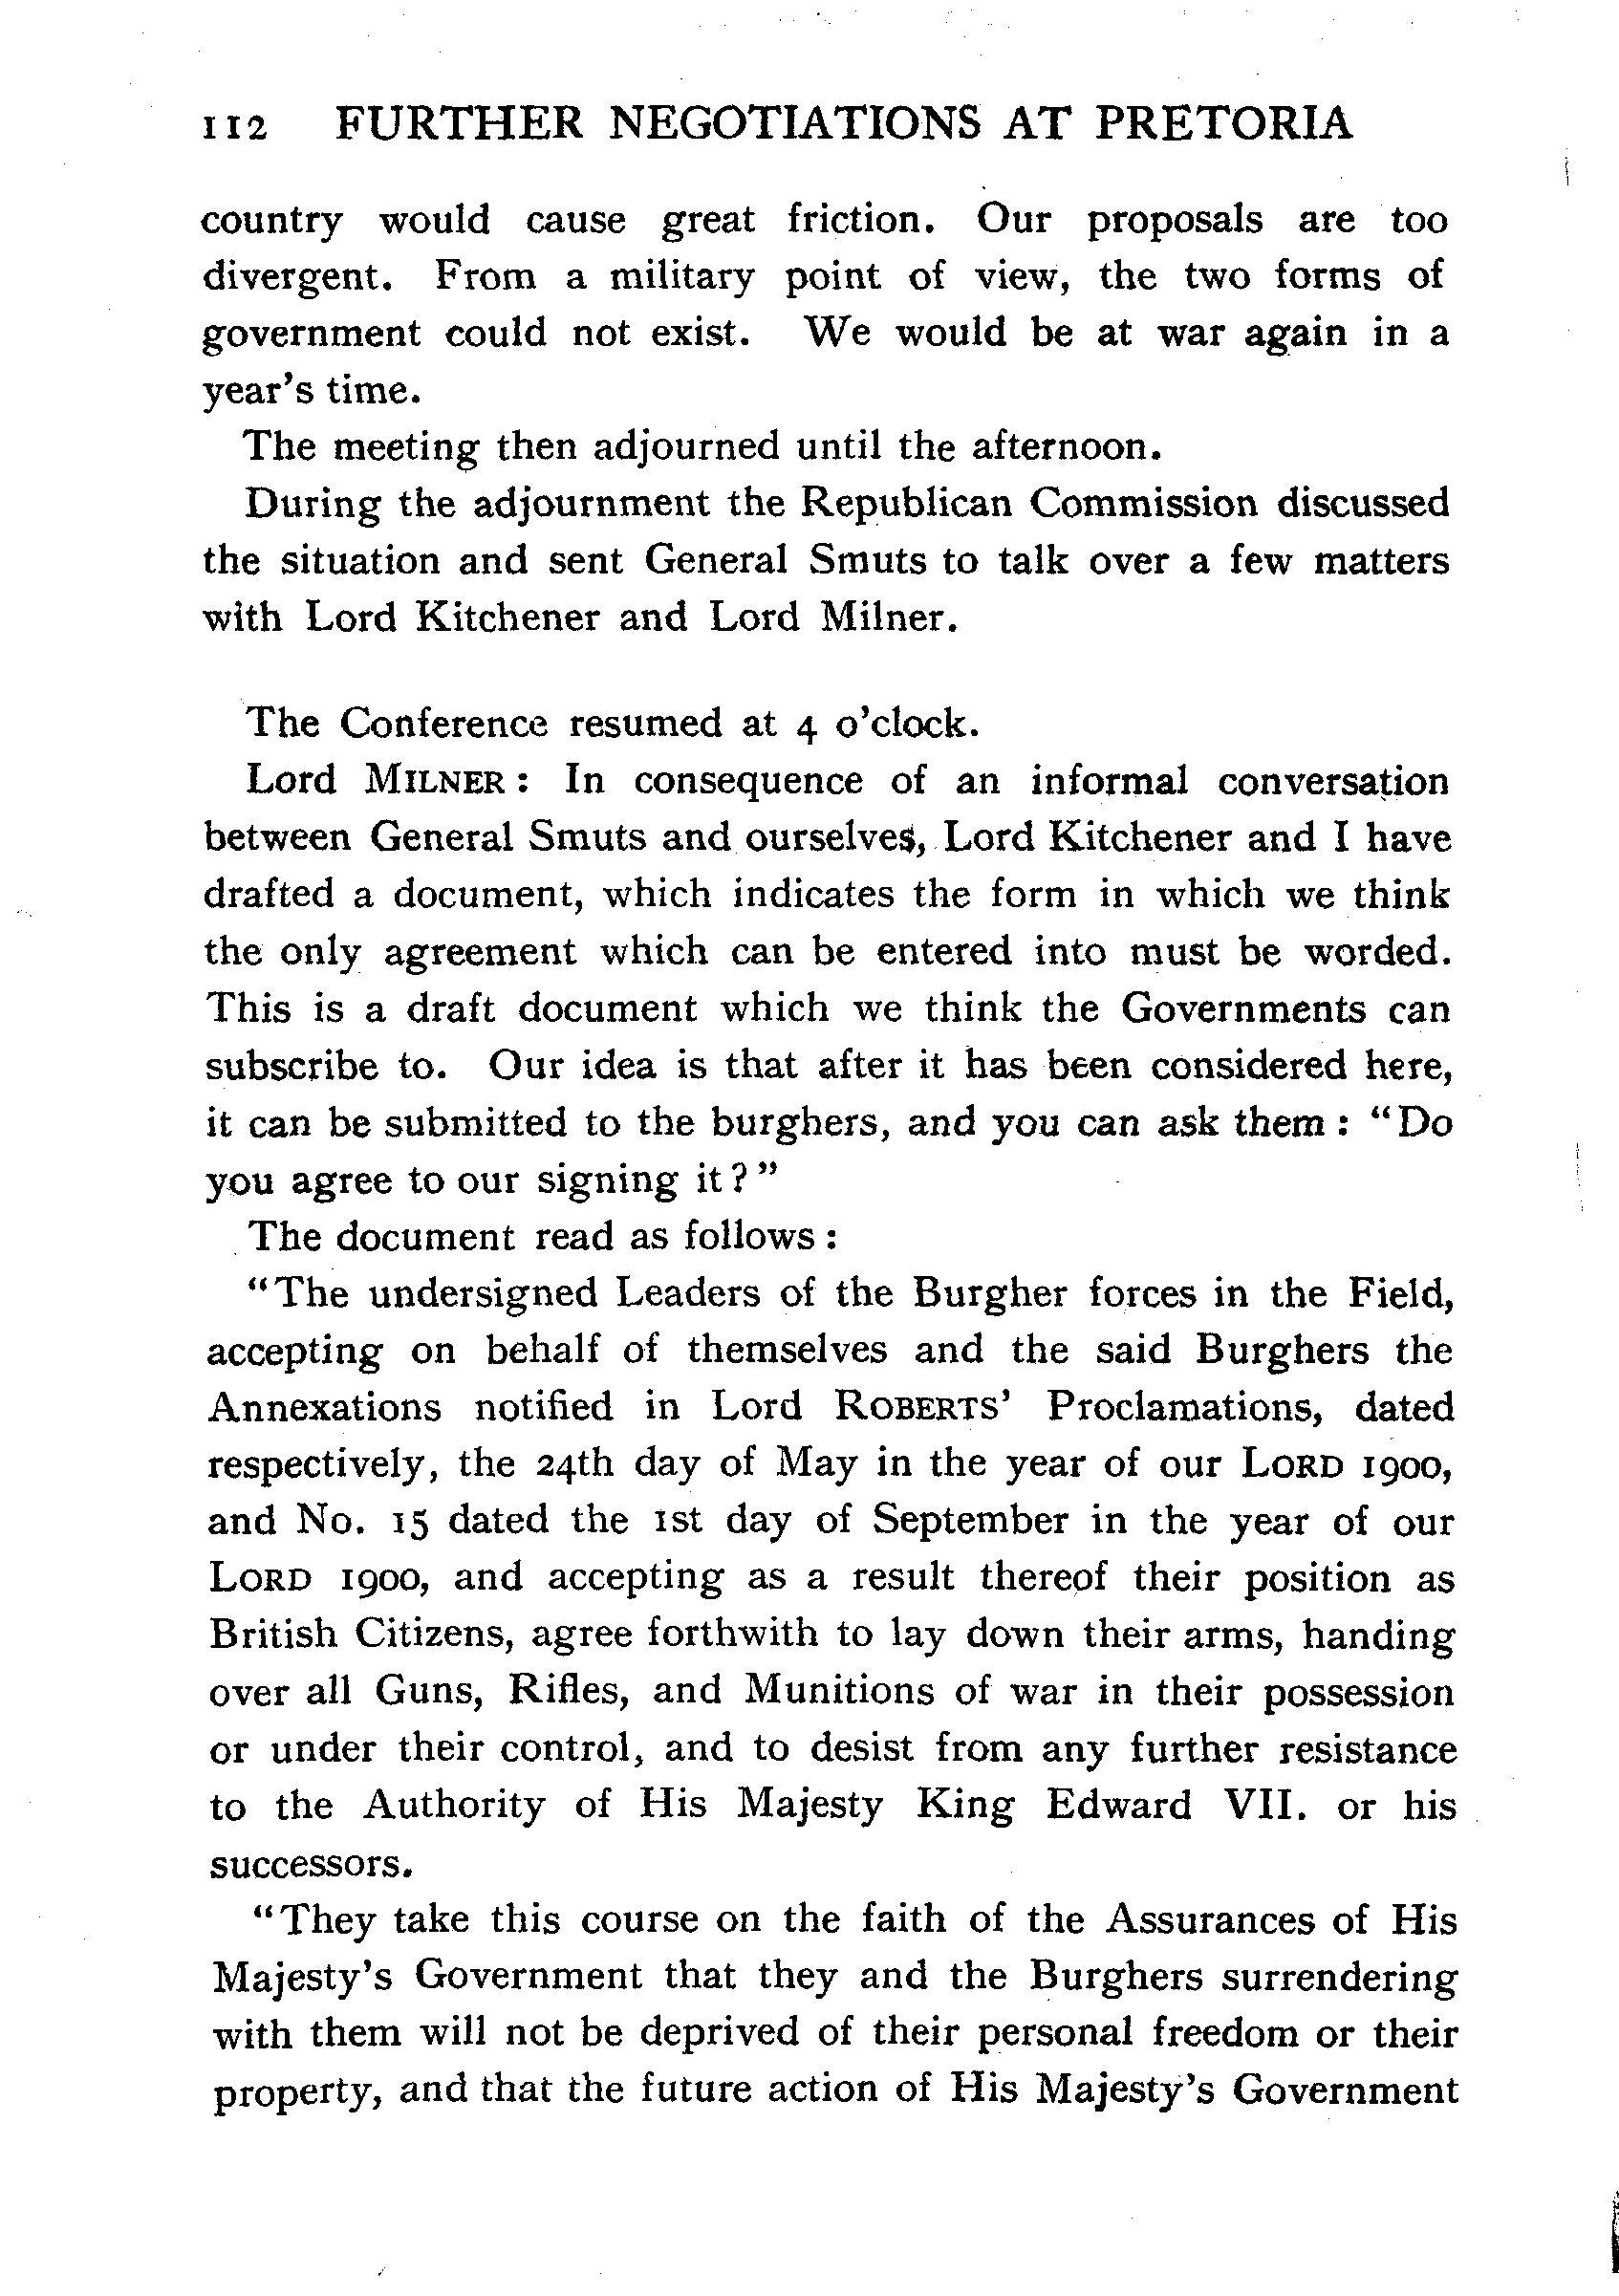 112 FURTHER NEGOTIATIONS AT PRETORIA
country would cause great friction. Our proposals are too
divergent. From a military point of view, the two forms of
government could not exist. We would be at war again in a
year's time.
The meeting then adjourned until the afternoon.
During the adjournment the Republican Commission discussed
the situation and sent General Smuts to talk over a few matters
with Lord Kitchener and Lord Milner.
The Conference resumed at 4 o'clock.
Lord MILNER : In consequence of an informal conversation
between General Smuts and ourselves, Lord Kitchener and I have
drafted a document, which indicates the form in which we think
the only agreement which can be entered into must be worded.
This is a draft document which we think the Governments can
subscribe to. Our idea is that after it has been considered here,
it can be submitted to the burghers, and you can ask them : "Do
you agree to our signing it ? "
The document read as follows :
"The undersigned Leaders of the Burgher forces in the Field,
accepting on behalf of themselves and the said Burghers the
Annexations notified in Lord ROBERTS' Proclamations, dated
respectively, the 24th day of May in the year of our LORD 1900,
and No. 15 dated the 1st day of September in the year of our
LORD 1900, and accepting as a result thereof their position as
British Citizens, agree forthwith to lay down their arms, handing
over all Guns, Rifles, and Munitions of war in their possession
or under their control, and to desist from any further resistance
to the Authority of His Majesty King Edward VII. or his
successors.
"They take this course on the faith of the Assurances of His
Majesty's Government that they and the Burghers surrendering
with them will not be deprived of their personal freedom or their
property, and that the future action of His Majesty's Government